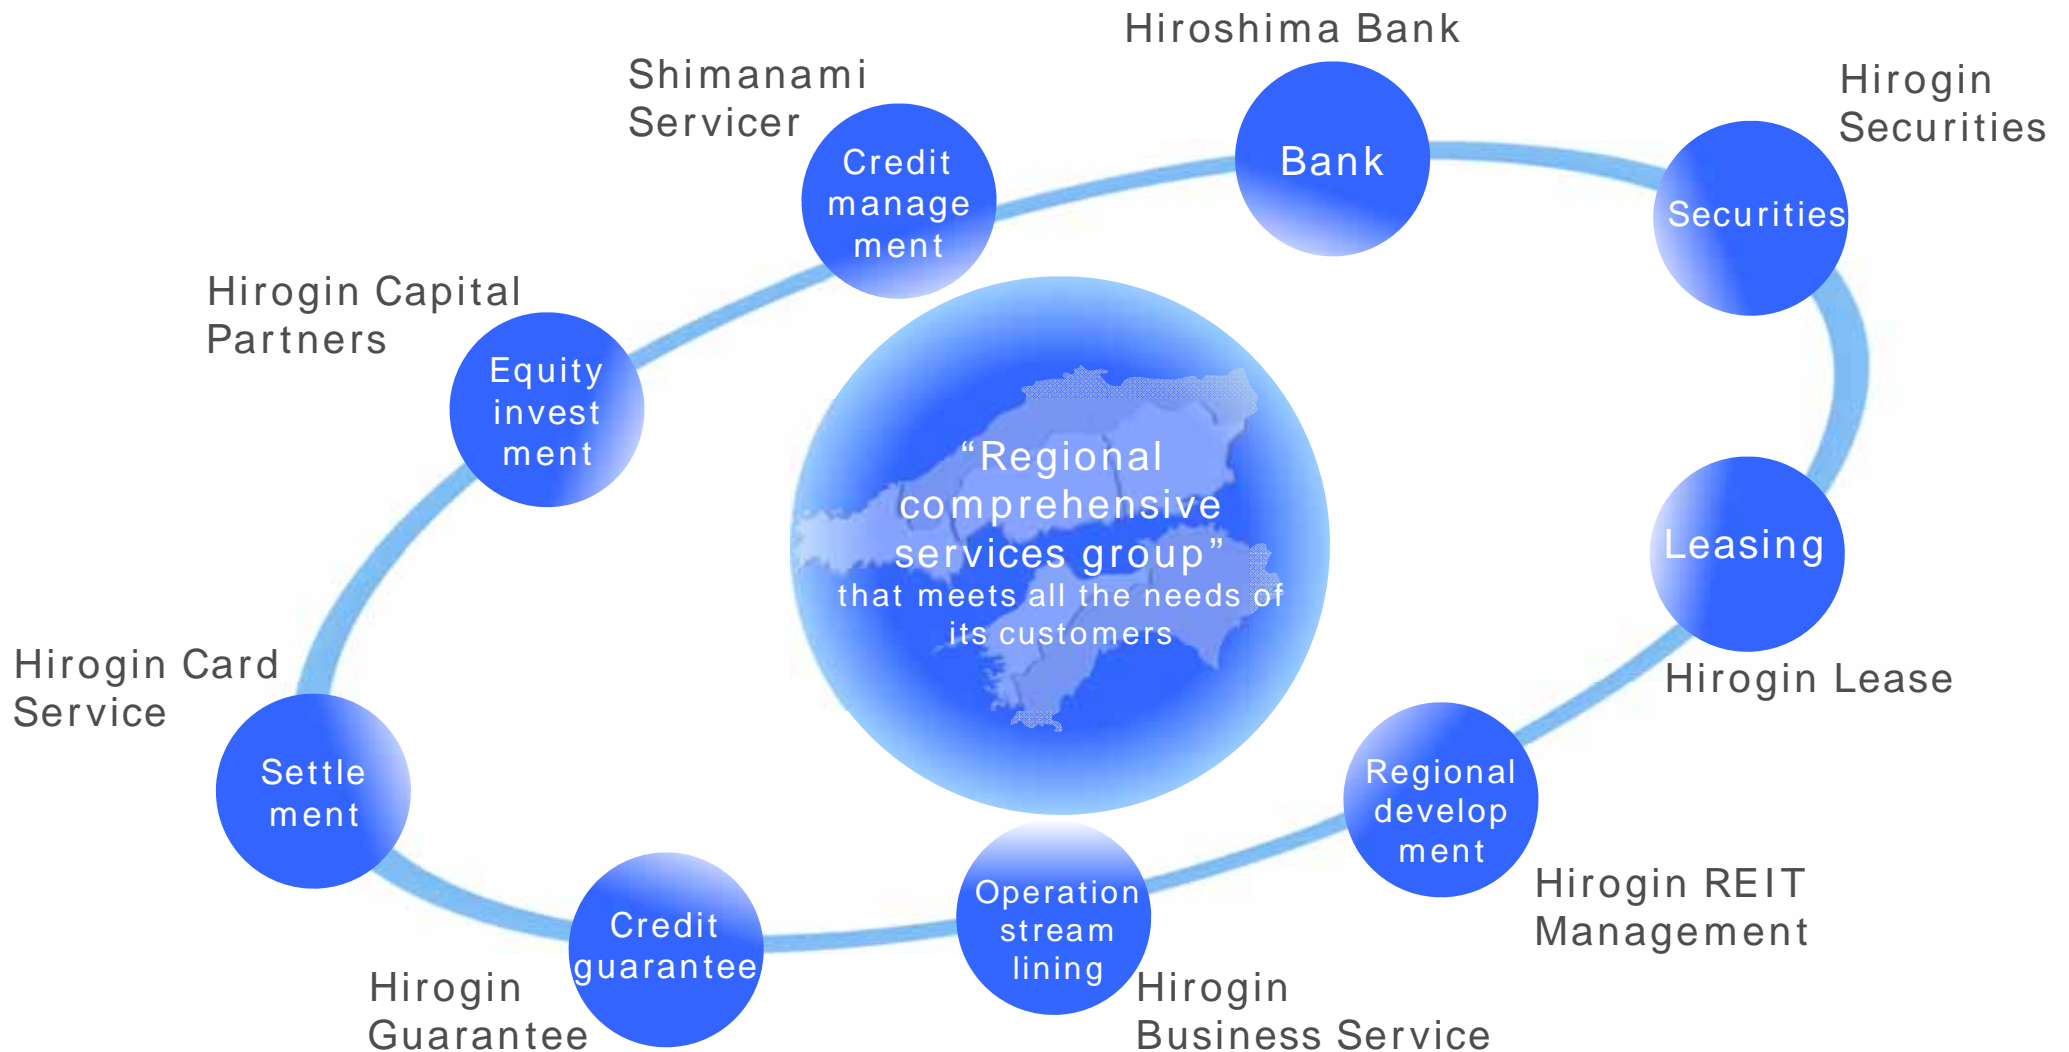 Hiroshima Bank
Bank
Hirogin
Securities
Securities
Leasing
Hirogin Lease
Regional
develop
ment
Hirogin REIT
Management
Operation
stream
lining
Hirogin
Business Service
Credit
guarantee
Hirogin
Guarantee
Hirogin Card
Service
Settle
ment
Hirogin Capital
Partners
Equity
invest
ment
Shimanami
Servicer
Credit
manage
ment
“Regional
comprehensive
services group”
that meets all the needs of
its customers